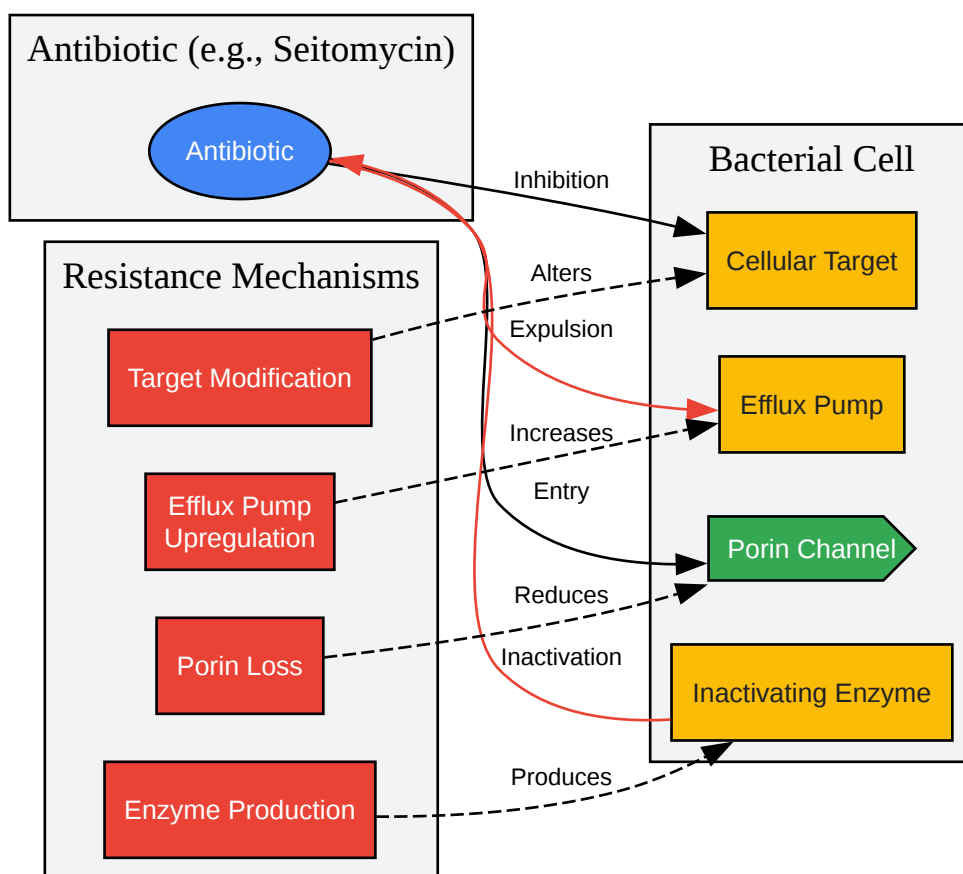 Antibiotic (e.g., Seitomycin)
Antibiotic
Bacterial Cell
Inhibition
Cellular Target
Resistance Mechanisms
Alters
Expulsion
Target Modification
Efflux Pump
Increases
Efflux Pump
Upregulation
Entry
Porin Channel
Reduces
Porin Loss
Inactivation
Inactivating Enzyme
Produces
Enzyme Production